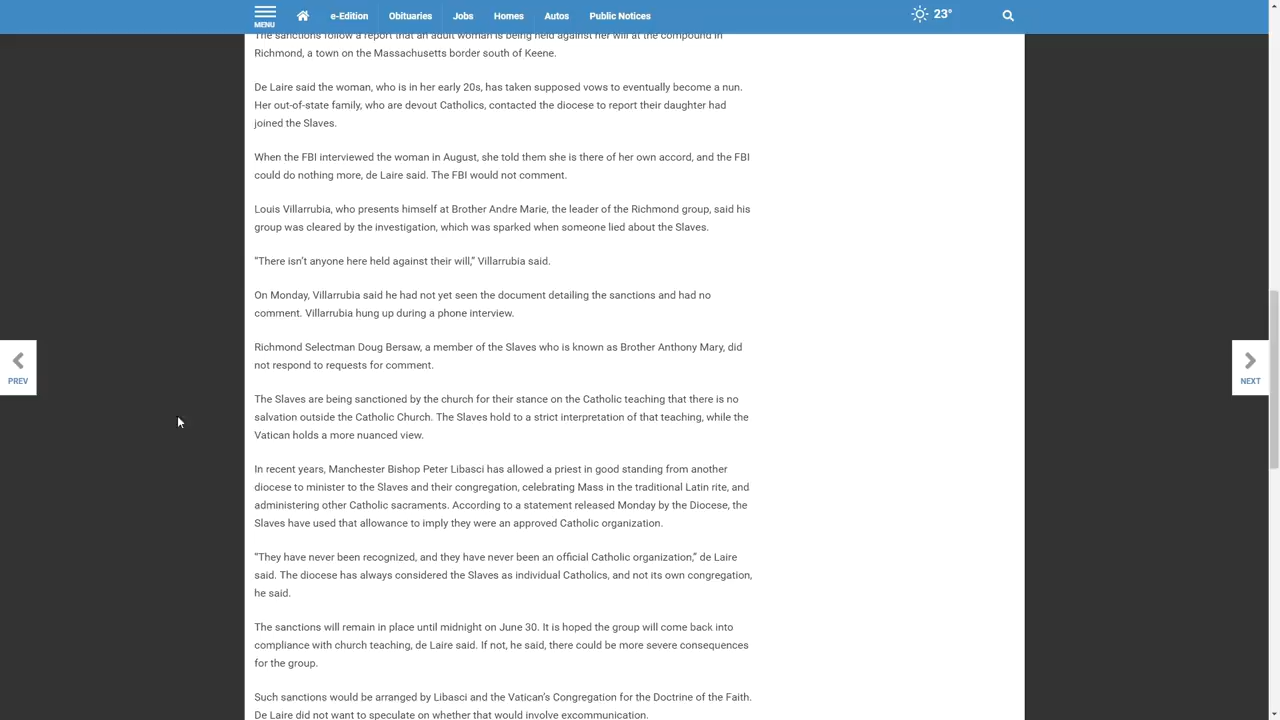 MENU
e-Edition
Obituaries
Jobs
Homes
Autos
Public Notices
23°
The sanctions follow a report that an adult woman is being held against her will at the compound in
Richmond, a town on the Massachusetts border south of Keene.
De Laire said the woman, who is in her early 20s, has taken supposed vows to eventually become a nun.
Her out-of-state family, who are devout Catholics, contacted the diocese to report their daughter had
joined the Slaves.
When the FBI interviewed the woman in August, she told them she is there of her own accord, and the FBI
could do nothing more, de Laire said. The FBI would not comment.
Louis Villarrubia, who presents himself at Brother Andre Marie, the leader of the Richmond group, said his
group was cleared by the investigation, which was sparked when someone lied about the Slaves.
“There isn’t anyone here held against their will,” Villarrubia said.
On Monday, Villarrubia said he had not yet seen the document detailing the sanctions and had no
comment. Villarrubia hung up during a phone interview.
Richmond Selectman Doug Bersaw, a member of the Slaves who is known as Brother Anthony Mary, did
not respond to requests for comment.
PREV
NEXT
The Slaves are being sanctioned by the church for their stance on the Catholic teaching that there is no
salvation outside the Catholic Church. The Slaves hold to a strict interpretation of that teaching, while the
Vatican holds a more nuanced view.
In recent years, Manchester Bishop Peter Libasci has allowed a priest in good standing from another
diocese to minister to the Slaves and their congregation, celebrating Mass in the traditional Latin rite, and
administering other Catholic sacraments. According to a statement released Monday by the Diocese, the
Slaves have used that allowance to imply they were an approved Catholic organization.
“They have never been recognized, and they have never been an official Catholic organization,” de Laire
said. The diocese has always considered the Slaves as individual Catholics, and not its own congregation,
he said.
The sanctions will remain in place until midnight on June 30. It is hoped the group will come back into
compliance with church teaching, de Laire said. If not, he said, there could be more severe consequences
for the group.
Such sanctions would be arranged by Libasci and the Vatican’s Congregation for the Doctrine of the Faith.
De Laire did not want to speculate on whether that would involve excommunication.